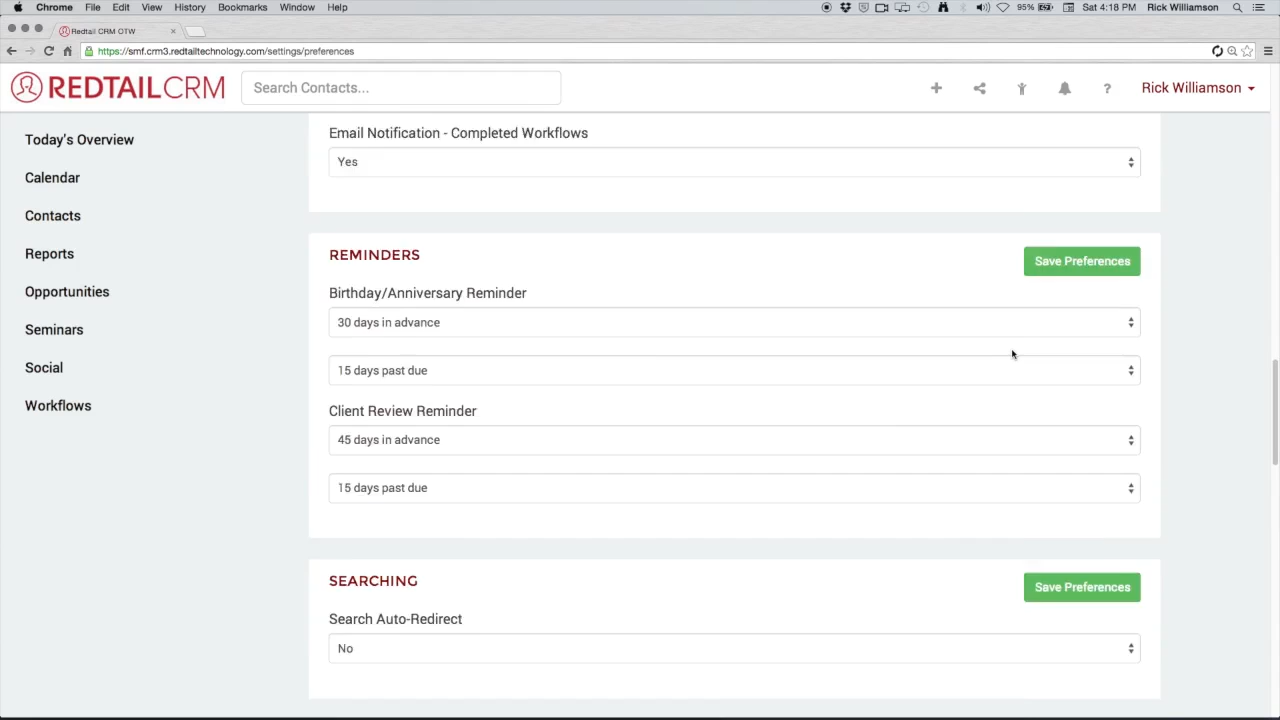 Chrome File Edit View History Bookmarks Window Help 95% Sat 4:18 PM Rick Williamson
Redtail CRM OTW
https://smf.crm3.redtailtechnology.com/settings/preferences
REDTAILCRM Search Contacts... ? Rick Williamson
Today's Overview
Calendar
Contacts
Reports
Opportunities
Seminars
Social
Workflows
Email Notification - Completed Workflows
Yes
REMINDERS
Save Preferences
Birthday/Anniversary Reminder
30 days in advance
15 days past due
Client Review Reminder
45 days in advance
15 days past due
SEARCHING
Save Preferences
Search Auto-Redirect
No